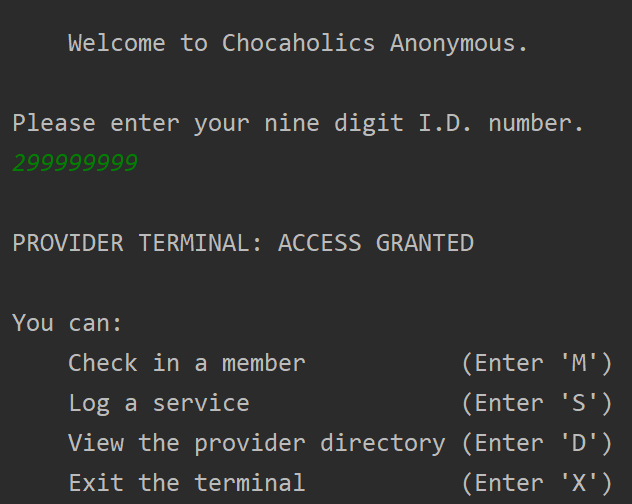 Welcome to Chocaholics Anonymous.
Please enter your nine digit I.D. number.
299999999
PROVIDER TERMINAL: ACCESS GRANTED
You can:
Check in a member (Enter 'M')
Log a service (Enter 'S')
View the provider directory (Enter 'D')
Exit the terminal (Enter 'X')